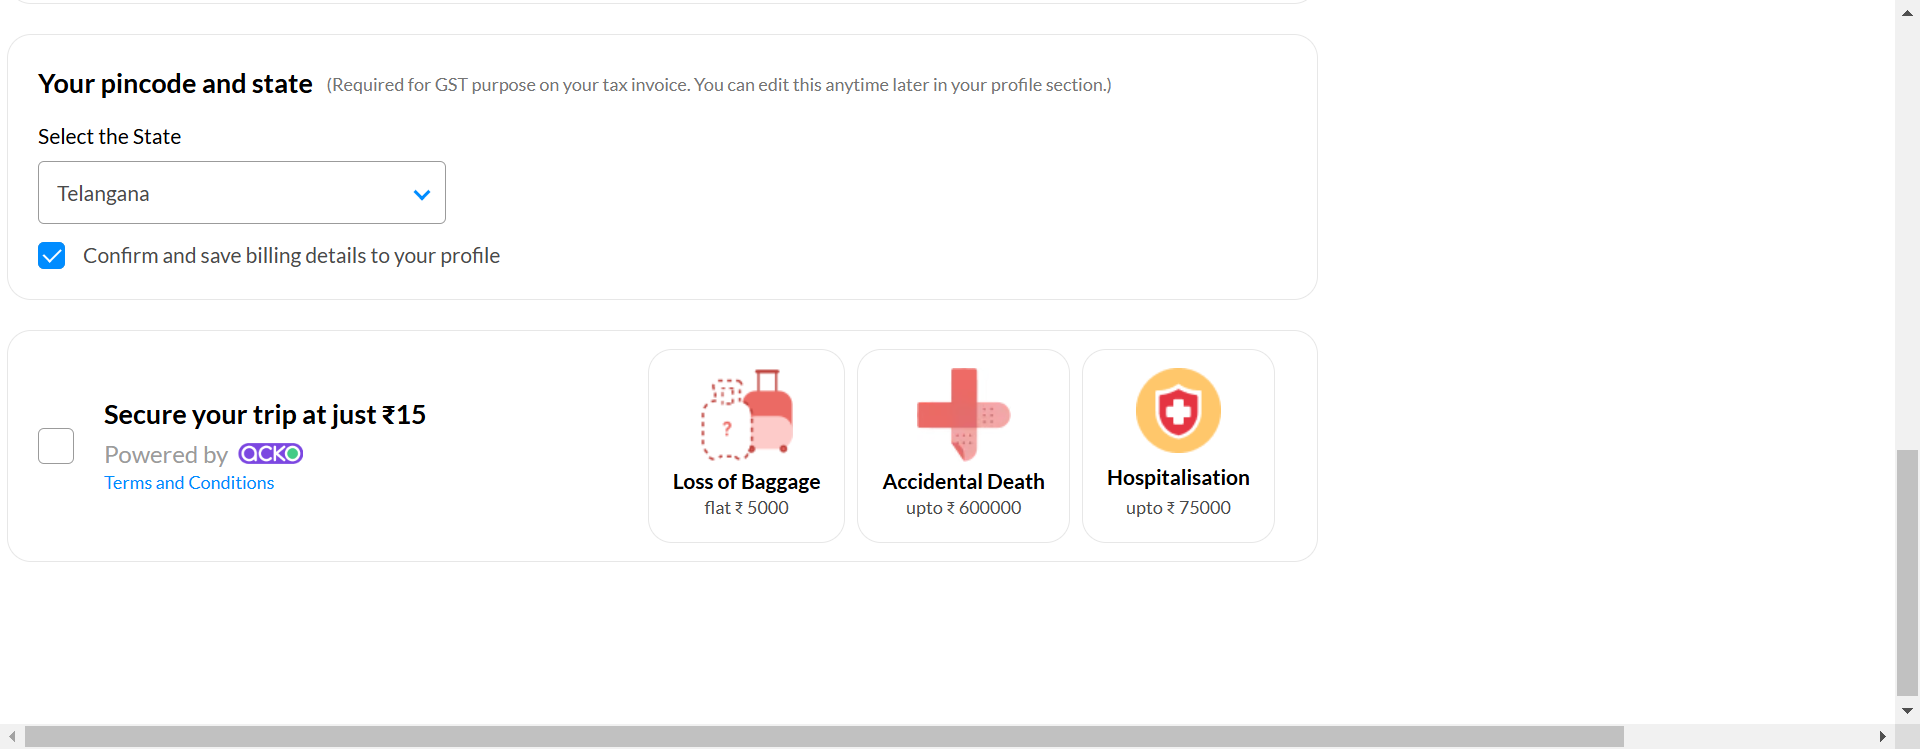 Your pincode and state (Required for GST purpose on your tax invoice. You can edit this anytime later in your profile section.)
Select the State
Telangana
Confirm and save billing details to your profile
Secure your trip at just ₹15
Powered by acko
Terms and Conditions
?
Loss of Baggage
flat ₹ 5000
Accidental Death
upto ₹ 600000
Hospitalisation
upto ₹ 75000